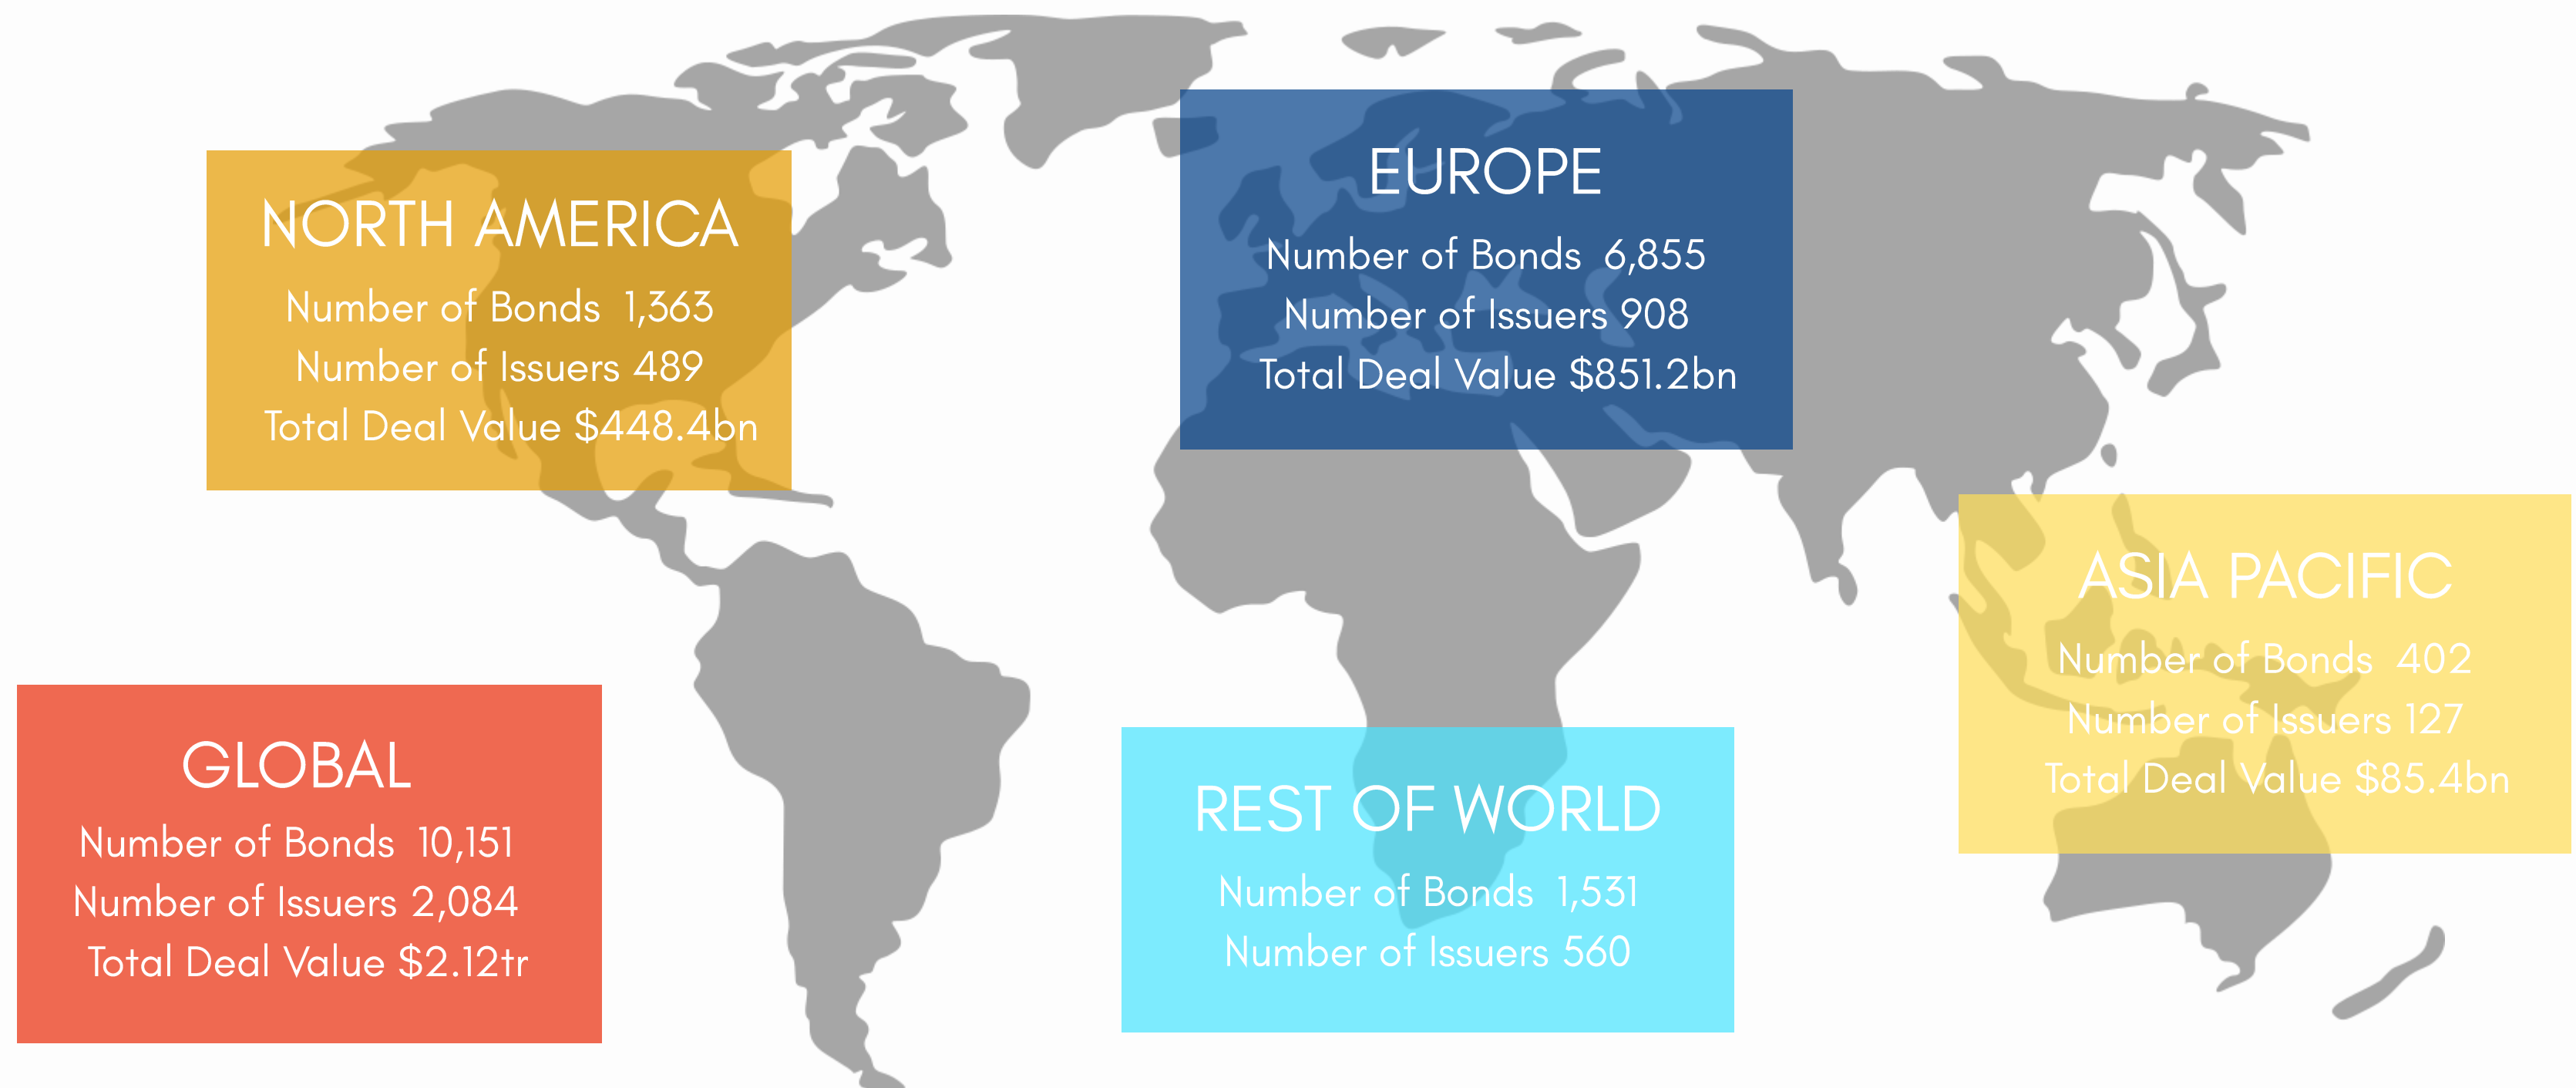 NORTH AMERICA
Number of Bonds 1,363
Number of Issuers 489
Total Deal Value $448.4bn
EUROPE
Number of Bonds 6,855
Number of Issuers 908
Total Deal Value $851.2bn
ASIA PACIFIC
Number of Bonds 402
Number of Issuers 127
Total Deal Value $85.4bn
GLOBAL
Number of Bonds 10,151
Number of Issuers 2,084
Total Deal Value $2.12tr
REST OF WORLD
Number of Bonds 1,531
Number of Issuers 560